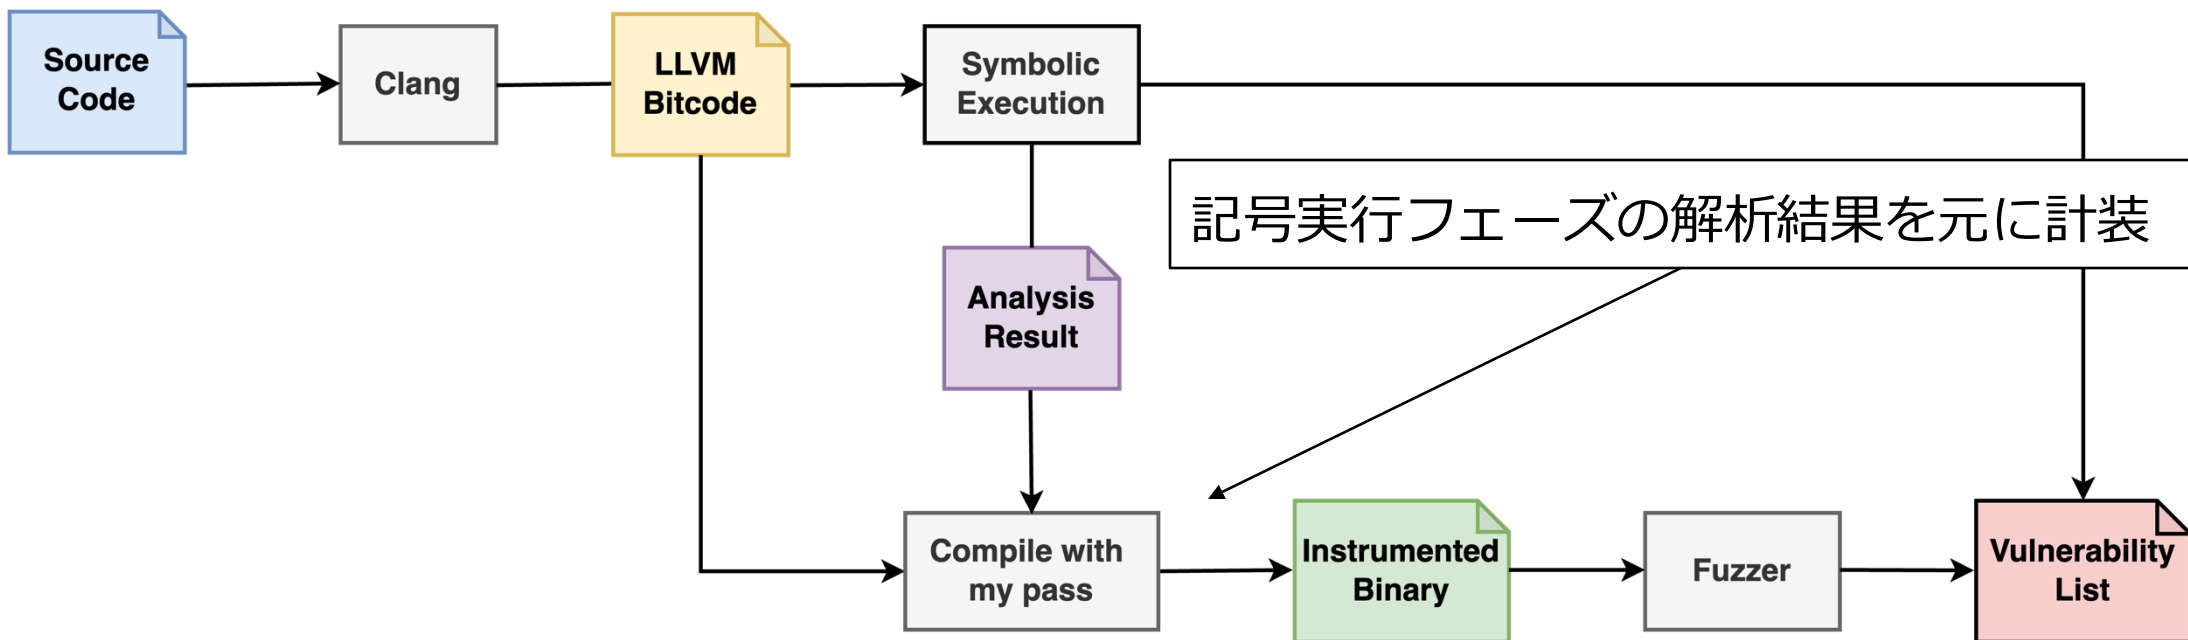 Source
Code
Clang
LLVM
Bitcode
Symbolic
Execution
記号実行フェーズの解析結果を元に計装
Analysis
Result
Compile with
my pass
Instrumented
Binary
Fuzzer
Vulnerability
List